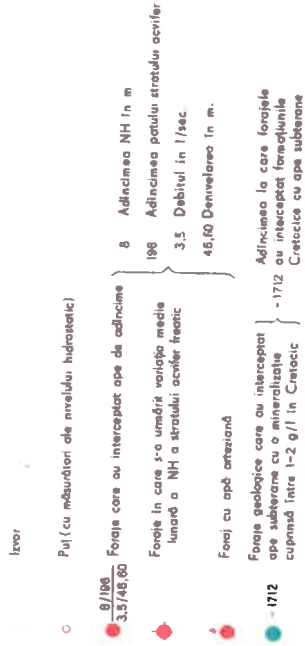 Izvor
Puț (cu măsurători ale nivelului hidrostatic)
8/196
3,5/46,60
Foraje care au interceptat ape de adîncime
Foraje în care s-a urmărit variația medie
lunară a NH a stratului acvifer freatic
Foraj cu apă arteziană
8 Adîncimea NH în m
196 Adîncimea patului stratului acvifer
3,5 Debitul în l/sec
46,60 Denivelarea în m.
1712
Foraje geologice care au interceptat
ape subterane cu o mineralizație
cuprinsă între 1-2 g/l în Cretacic
-1712
Adîncimea la care forajele
au interceptat formațiunile
Cretacice cu ape subterane